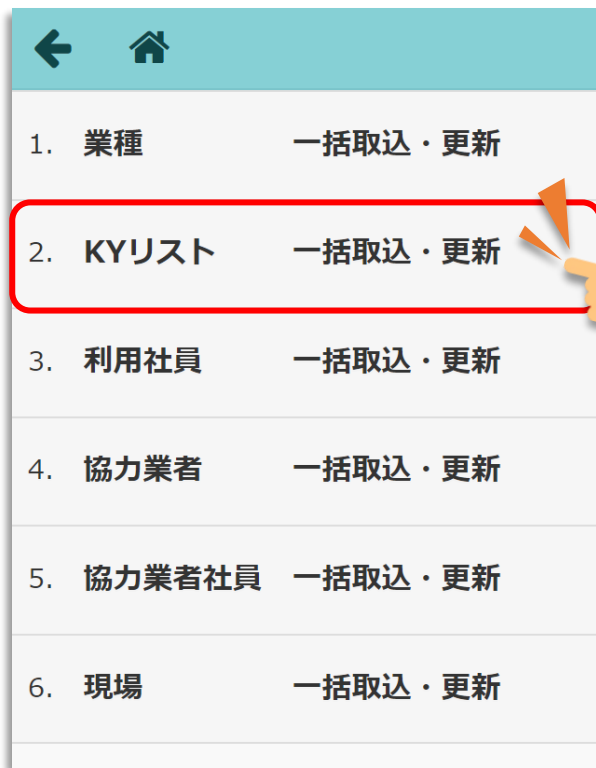 1. 業種 一括取込・更新
2. KYリスト 一括取込・更新
3. 利用社員 一括取込・更新
4. 協力業者 一括取込・更新
5. 協力業者社員 一括取込・更新
6. 現場 一括取込・更新